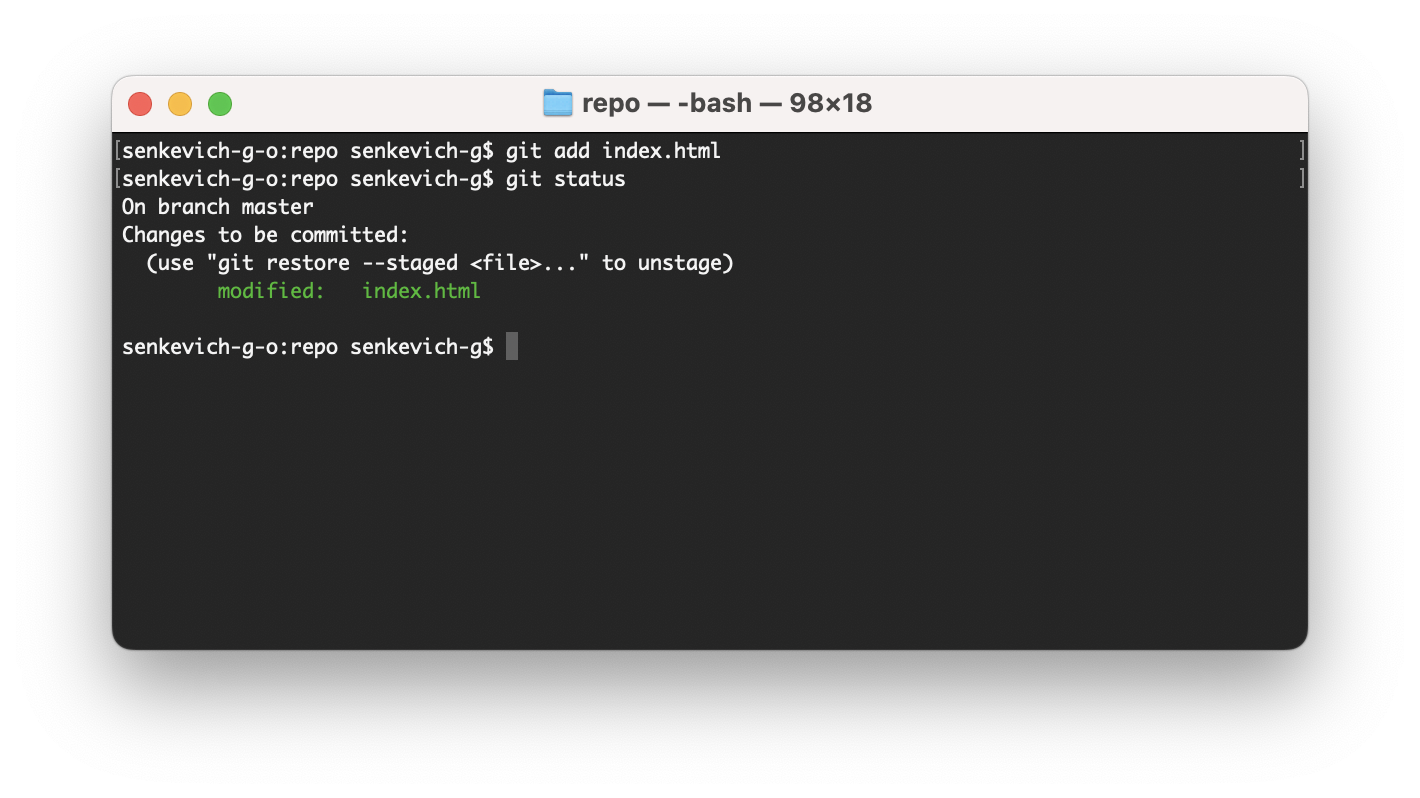 repo — -bash — 98×18
[senkevich-g-o:repo senkevich-g$ git add index.html ]
[senkevich-g-o:repo senkevich-g$ git status ]
On branch master
Changes to be committed:
  (use "git restore --staged <file>..." to unstage)
        modified:   index.html
senkevich-g-o:repo senkevich-g$